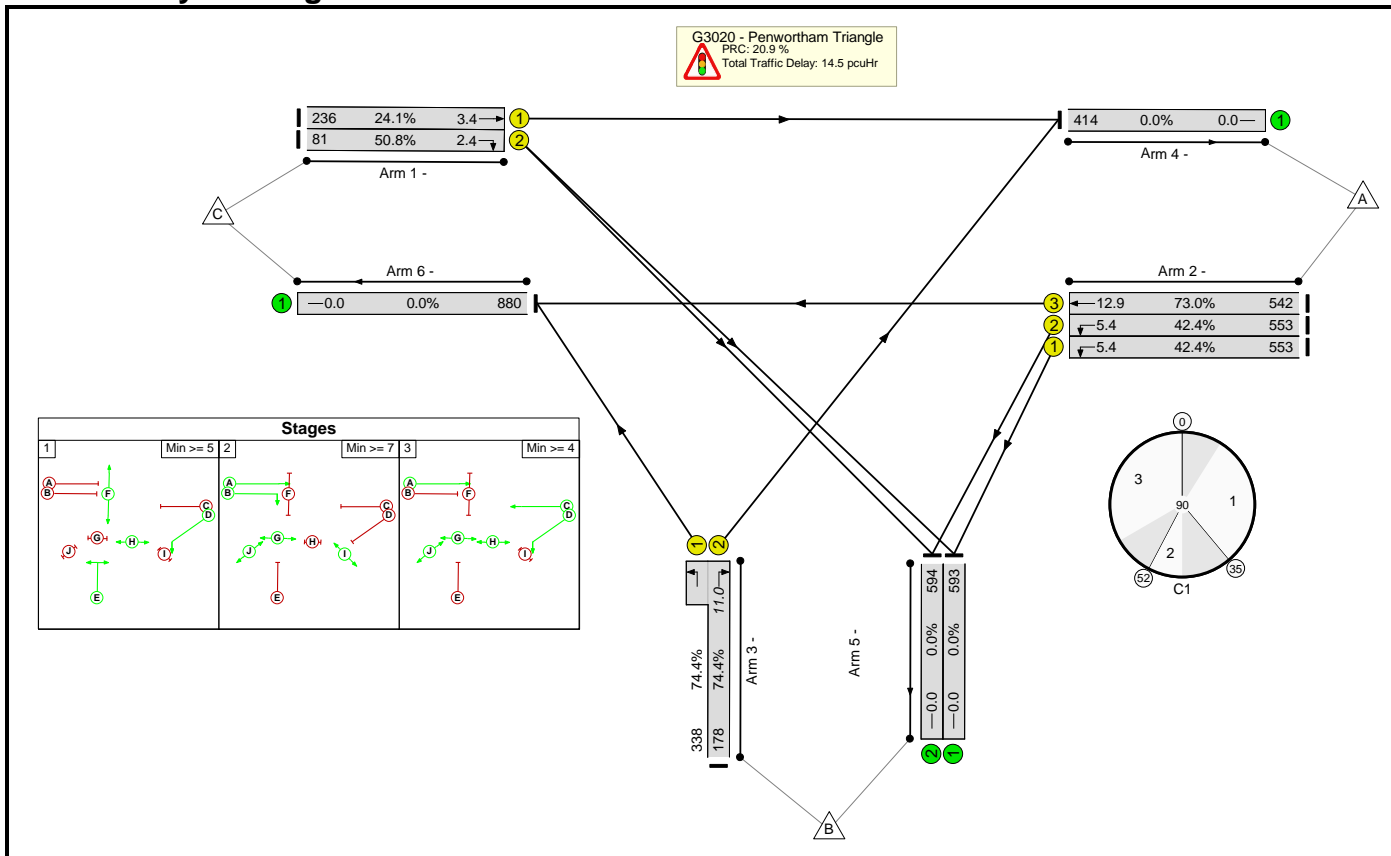 G3020 - Penwortham Triangle
PRC: 20.9 %
Total Traffic Delay: 14.5 pcuHr
236 24.1% 3.4 1
81 50.8% 2.4 2
Arm 1 -
414 0.0% 0.0 1
Arm 4 -
C
A
Arm 6 -
1 0.0 0.0% 880
Arm 2 -
3 12.9 73.0% 542
2 5.4 42.4% 553
1 5.4 42.4% 553
Stages
1 Min >= 5 2 Min >= 7 3 Min >= 4
A B F C D G H J I E
A B F C D G H J I E
A B F C D G H J I E
1 2
11.0
74.4% 74.4%
338 178
Arm 3 -
Arm 5 -
594 593
0.0% 0.0%
0.0 0.0
2 1
B
0
3
1
90
2
52
35
C1